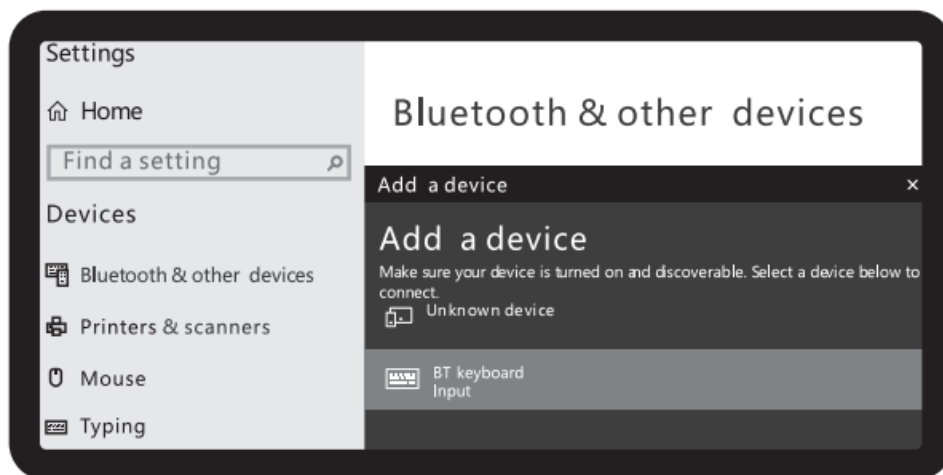 Settings
Home
Find a setting
Devices
Bluetooth & other devices
Printers & scanners
Mouse
Typing
Bluetooth & other devices
Add a device
Add a device
Make sure your device is turned on and discoverable. Select a device below to
connect.
Unknown device
BT keyboard
Input